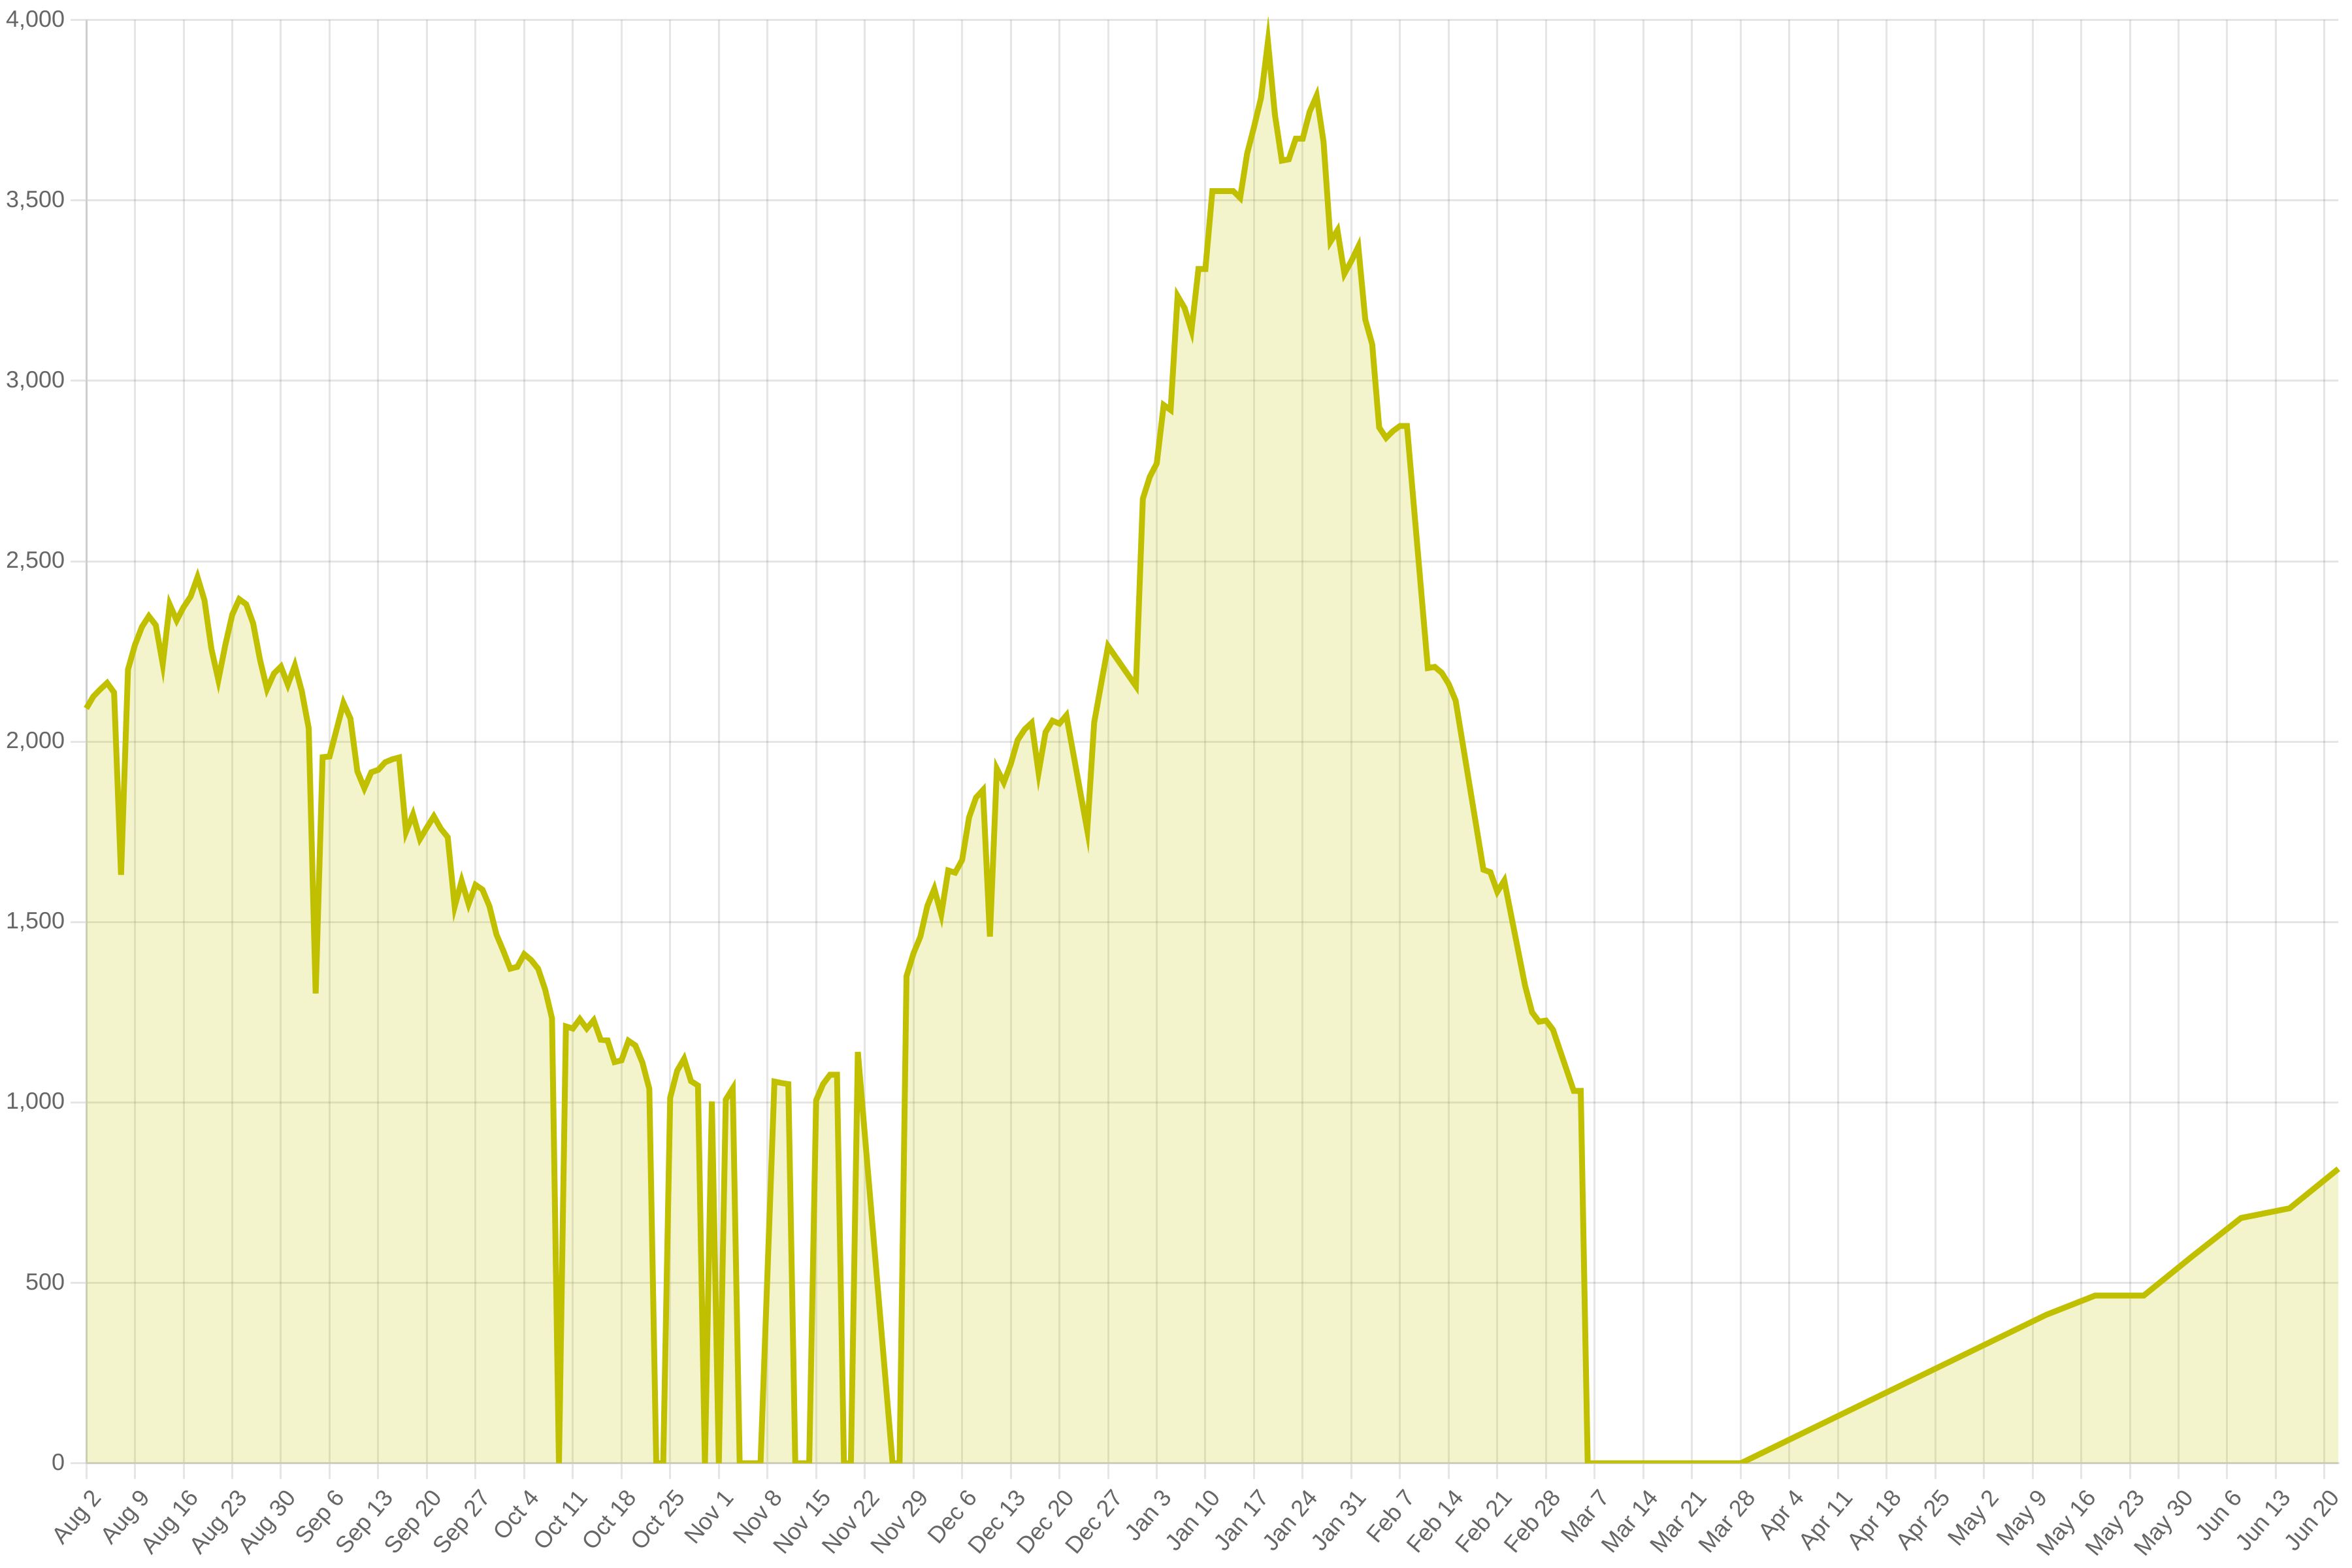 4,000
3,500
3,000
2,500
2,000
1,500
1,000
500
0
Aug 2
Aug 9
Aug 16
Aug 23
Aug 30
Sep 6
Sep 13
Sep 20
Sep 27
Oct 4
Oct 11
Oct 18
Oct 25
Nov 1
Nov 8
Nov 15
Nov 22
Nov 29
Dec 6
Dec 13
Dec 20
Dec 27
Jan 3
Jan 10
Jan 17
Jan 24
Jan 31
Feb 7
Feb 14
Feb 21
Feb 28
Mar 7
Mar 14
Mar 21
Mar 28
Apr 4
Apr 11
Apr 18
Apr 25
May 2
May 9
May 16
May 23
May 30
Jun 6
Jun 13
Jun 20